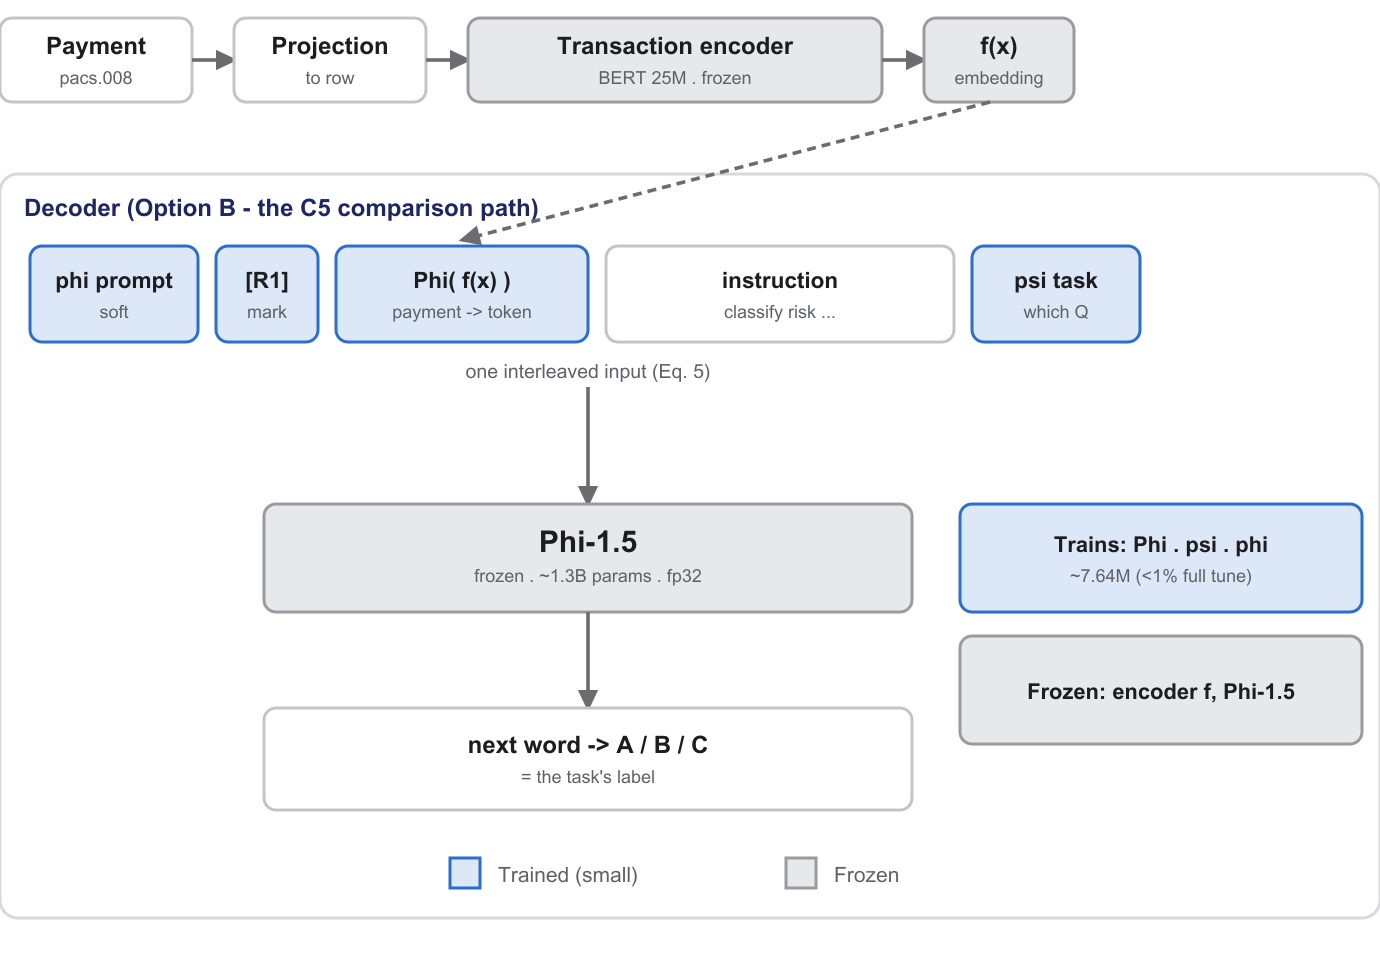 Payment
pacs.008
Projection
to row
Transaction encoder
BERT 25M . frozen
f(x)
embedding
Decoder (Option B - the C5 comparison path)
phi prompt
soft
[R1]
mark
Phi( f(x) )
payment -> token
instruction
classify risk ...
psi task
which Q
one interleaved input (Eq. 5)
Phi-1.5
frozen . ~1.3B params . fp32
Trains: Phi . psi . phi
~7.64M (<1% full tune)
Frozen: encoder f, Phi-1.5
next word -> A / B / C
= the task's label
Trained (small)
Frozen